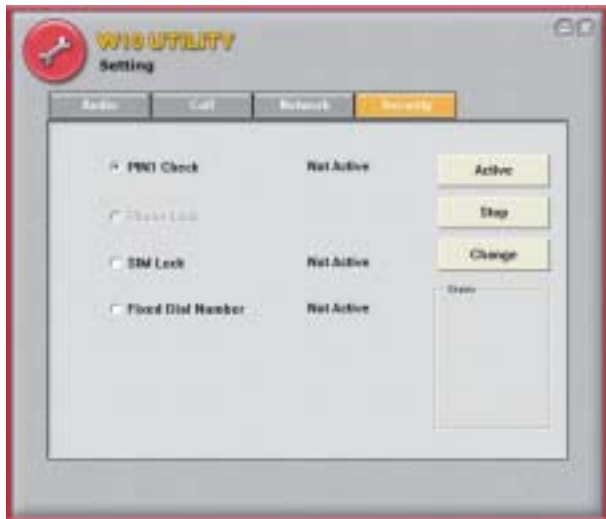 W10 UTILITY
Setting
Audio Call Network Security
PIN1 Check Not Active
Phone Lock
SIM Lock Not Active
Fixed Dial Number Not Active
Active
Stop
Change
State